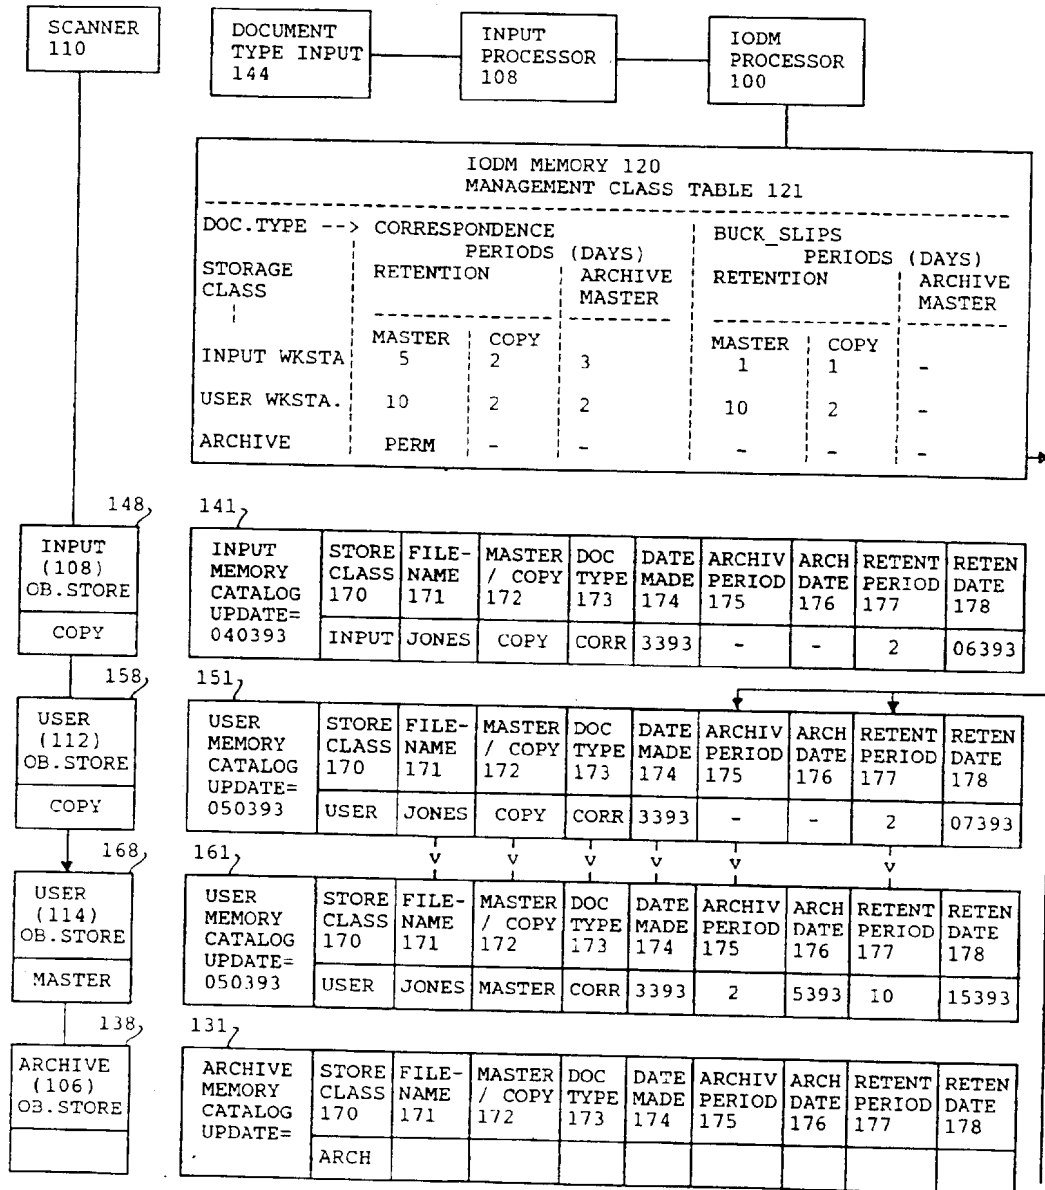 SCANNER
110
DOCUMENT
TYPE INPUT
144
INPUT
PROCESSOR
108
IODM
PROCESSOR
100
IODM MEMORY 120
MANAGEMENT CLASS TABLE 121
DOC.TYPE --> CORRESPONDENCE BUCK_SLIPS
PERIODS (DAYS) PERIODS (DAYS)
STORAGE RETENTION ARCHIVE RETENTION ARCHIVE
CLASS MASTER MASTER
MASTER COPY MASTER COPY
INPUT WKSTA 5 2 3 1 1 -
USER WKSTA. 10 2 2 10 2 -
ARCHIVE PERM - - - - -
148
INPUT
(108)
OB.STORE
COPY
141
INPUT STORE FILE- MASTER DOC DATE ARCHIV ARCH RETENT RETEN
MEMORY CLASS NAME / COPY TYPE MADE PERIOD DATE PERIOD DATE
CATALOG 170 171 172 173 174 175 176 177 178
UPDATE=
040393 INPUT JONES COPY CORR 3393 - - 2 06393
158
USER
(112)
OB.STORE
COPY
151
USER STORE FILE- MASTER DOC DATE ARCHIV ARCH RETENT RETEN
MEMORY CLASS NAME / COPY TYPE MADE PERIOD DATE PERIOD DATE
CATALOG 170 171 172 173 174 175 176 177 178
UPDATE=
050393 USER JONES COPY CORR 3393 - - 2 07393
v v v v v v
168
USER
(114)
OB.STORE
MASTER
161
USER STORE FILE- MASTER DOC DATE ARCHIV ARCH RETENT RETEN
MEMORY CLASS NAME / COPY TYPE MADE PERIOD DATE PERIOD DATE
CATALOG 170 171 172 173 174 175 176 177 178
UPDATE=
050393 USER JONES MASTER CORR 3393 2 5393 10 15393
138
ARCHIVE
(106)
OB.STORE
131
ARCHIVE STORE FILE- MASTER DOC DATE ARCHIV ARCH RETENT RETEN
MEMORY CLASS NAME / COPY TYPE MADE PERIOD DATE PERIOD DATE
CATALOG 170 171 172 173 174 175 176 177 178
UPDATE=
ARCH